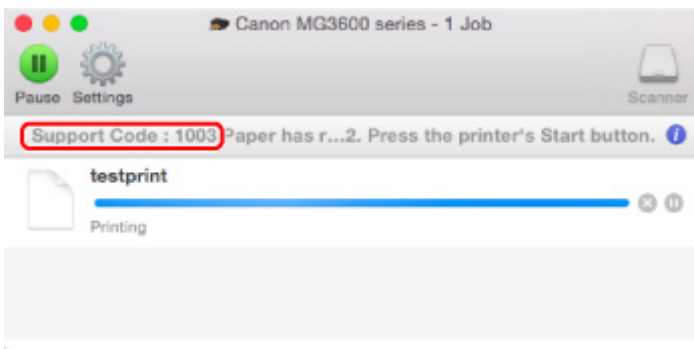 Canon MG3600 series - 1 Job
Pause Settings Scanner
Support Code : 1003 Paper has r...2. Press the printer's Start button. i
testprint
Printing